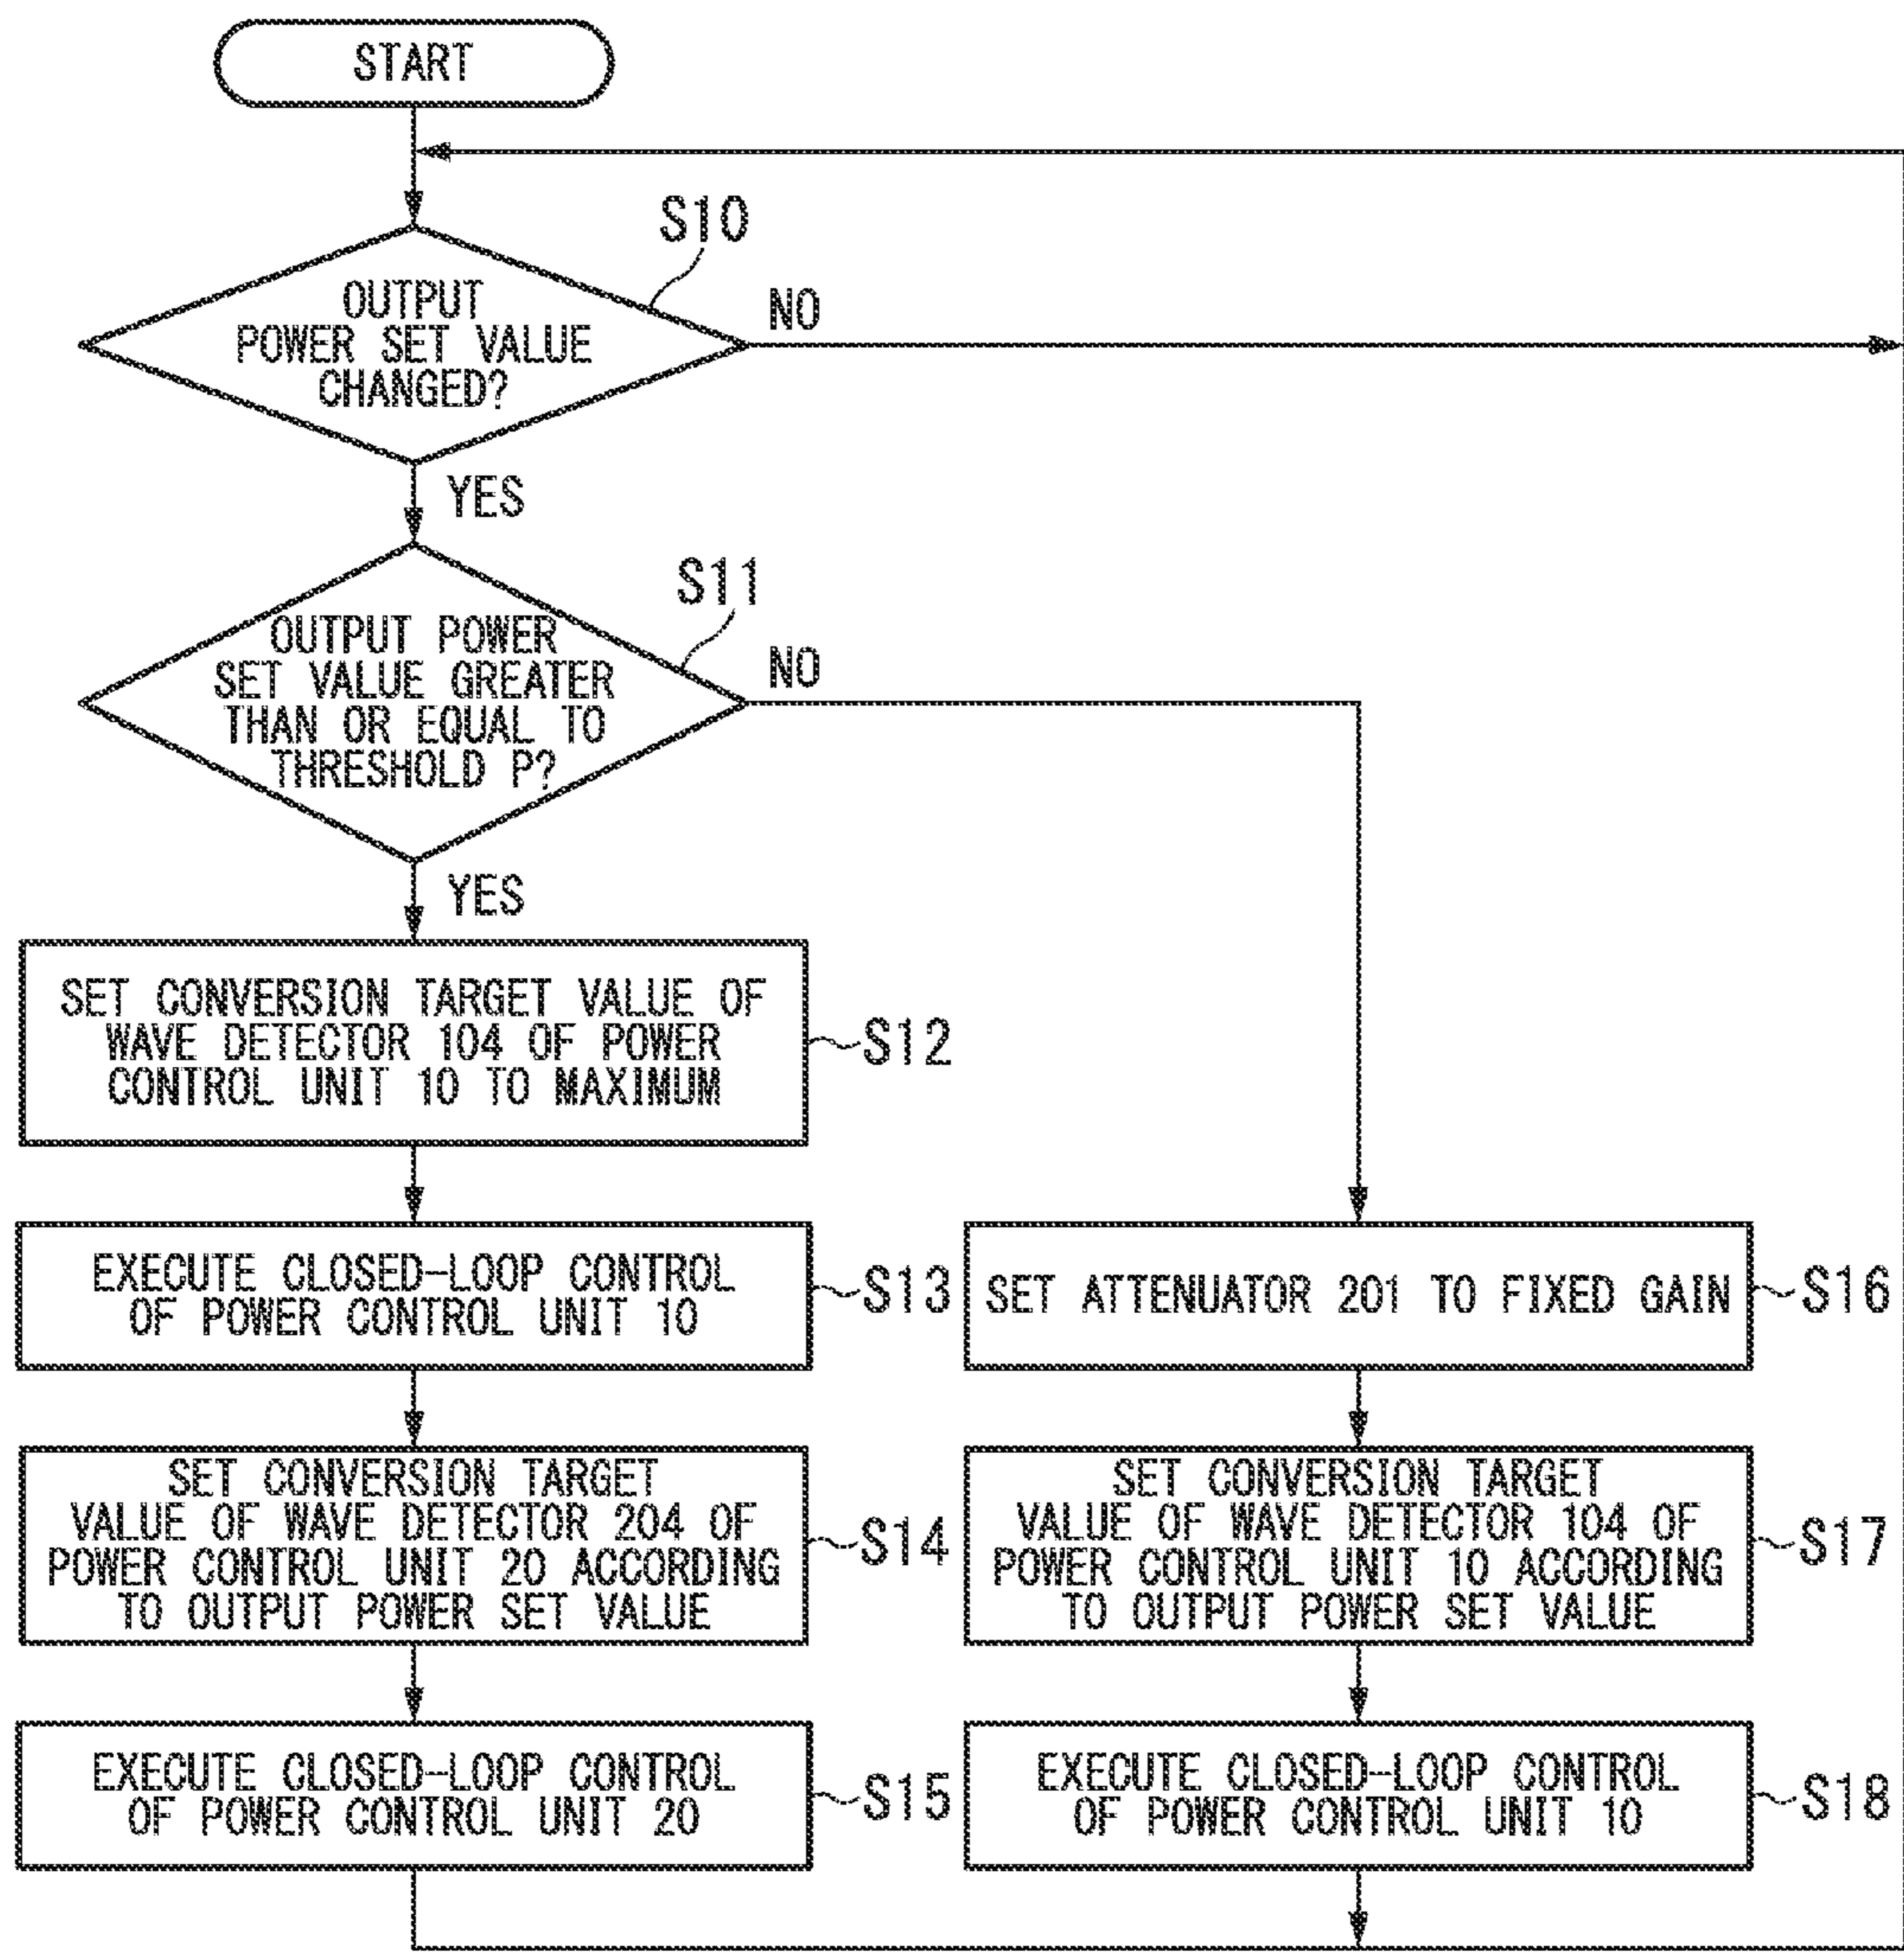 START
S10
OUTPUT
POWER SET VALUE
CHANGED?
NO
YES
S11
OUTPUT POWER
SET VALUE GREATER
THAN OR EQUAL TO
THRESHOLD P?
NO
YES
SET CONVERSION TARGET VALUE OF
WAVE DETECTOR 104 OF POWER
CONTROL UNIT 10 TO MAXIMUM
S12
EXECUTE CLOSED-LOOP CONTROL
OF POWER CONTROL UNIT 10
S13
SET ATTENUATOR 201 TO FIXED GAIN
S16
SET CONVERSION TARGET
VALUE OF WAVE DETECTOR 204 OF
POWER CONTROL UNIT 20 ACCORDING
TO OUTPUT POWER SET VALUE
S14
SET CONVERSION TARGET
VALUE OF WAVE DETECTOR 104 OF
POWER CONTROL UNIT 10 ACCORDING
TO OUTPUT POWER SET VALUE
S17
EXECUTE CLOSED-LOOP CONTROL
OF POWER CONTROL UNIT 20
S15
EXECUTE CLOSED-LOOP CONTROL
OF POWER CONTROL UNIT 10
S18